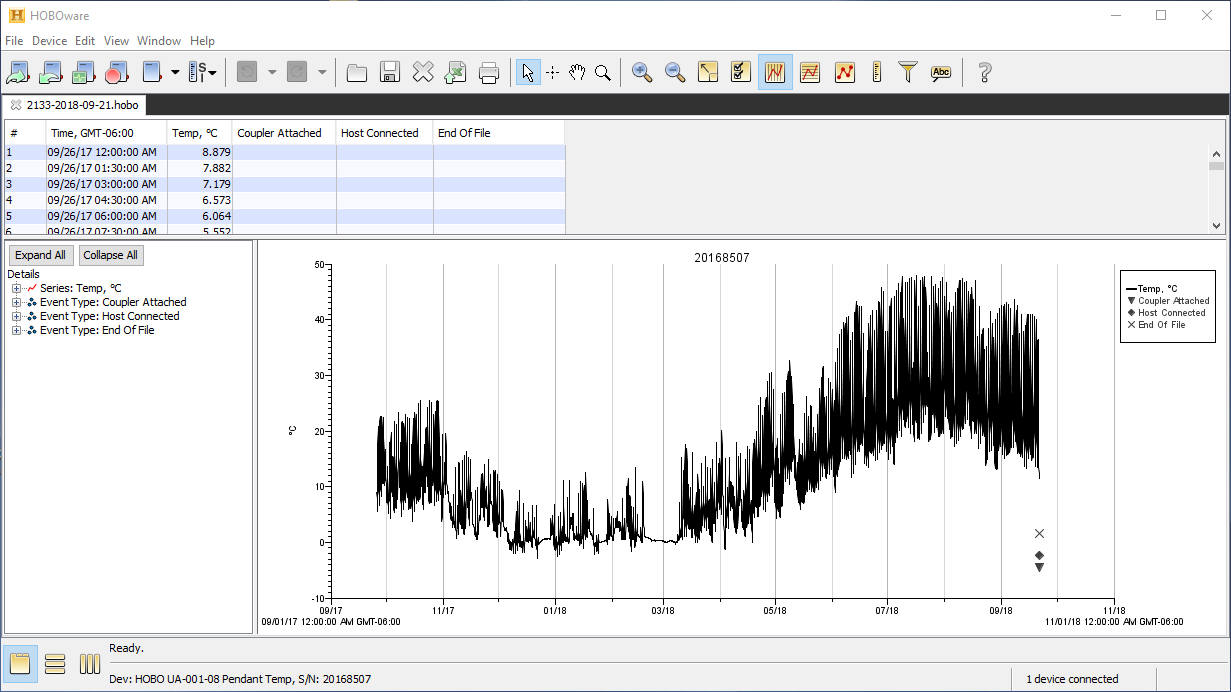 HOBOware
File Device Edit View Window Help
S
I
Abc
?
2133-2018-09-21.hobo
# Time, GMT-06:00 Temp, °C Coupler Attached Host Connected End Of File
1 09/26/17 12:00:00 AM 8.879
2 09/26/17 01:30:00 AM 7.882
3 09/26/17 03:00:00 AM 7.179
4 09/26/17 04:30:00 AM 6.573
5 09/26/17 06:00:00 AM 6.064
6 09/26/17 07:30:00 AM 5.552
Expand All Collapse All
Details
Series: Temp, °C
Event Type: Coupler Attached
Event Type: Host Connected
Event Type: End Of File
20168507
50
40
30
20
10
0
-10
°C
09/17 11/17 01/18 03/18 05/18 07/18 09/18 11/18
09/01/17 12:00:00 AM GMT-06:00 11/01/18 12:00:00 AM GMT-06:00
Temp, °C
Coupler Attached
Host Connected
End Of File
Ready.
Dev: HOBO UA-001-08 Pendant Temp, S/N: 20168507 1 device connected